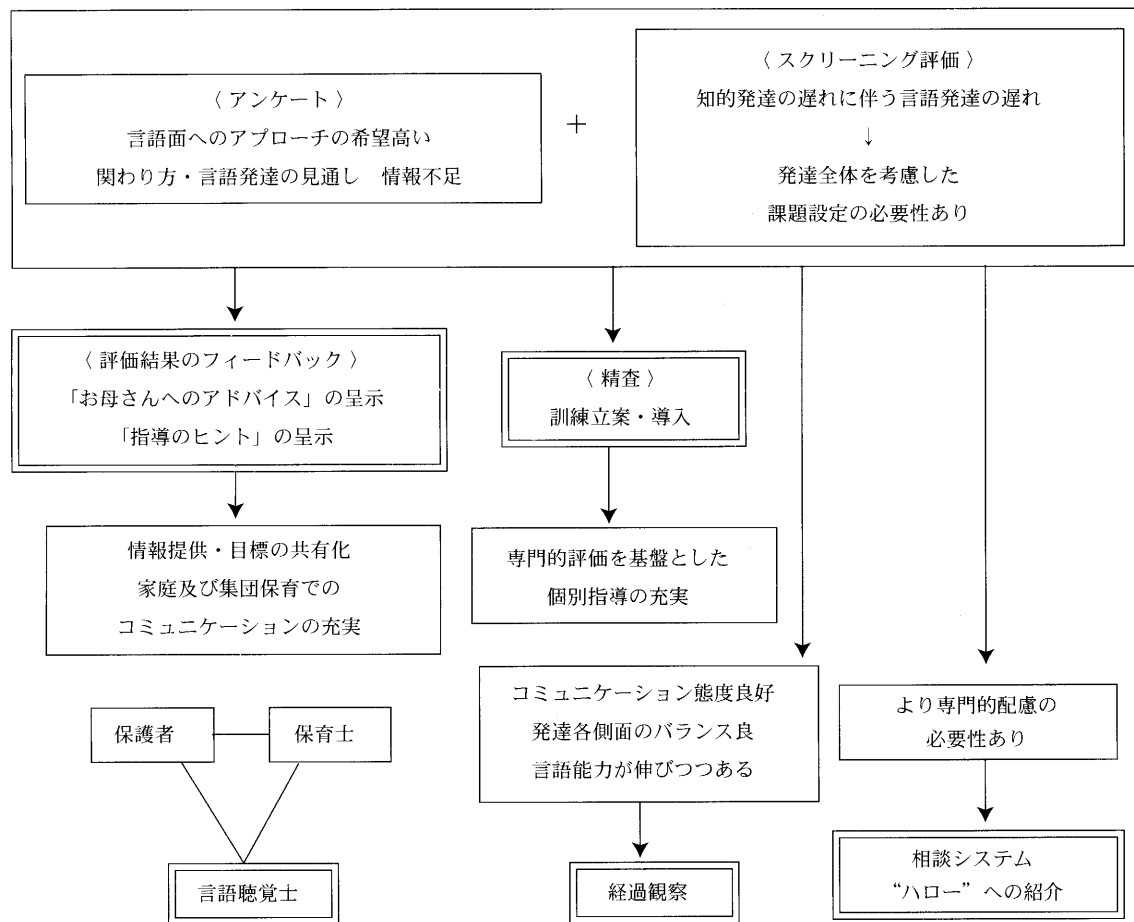 〈 アンケート 〉
言語面へのアプローチの希望高い
関わり方・言語発達の見通し　情報不足
+
〈 スクリーニング評価 〉
知的発達の遅れに伴う言語発達の遅れ
↓
発達全体を考慮した
課題設定の必要性あり
〈 評価結果のフィードバック 〉
「お母さんへのアドバイス」の呈示
「指導のヒント」の呈示
〈 精査 〉
訓練立案・導入
情報提供・目標の共有化
家庭及び集団保育での
コミュニケーションの充実
専門的評価を基盤とした
個別指導の充実
コミュニケーション態度良好
発達各側面のバランス良
言語能力が伸びつつある
より専門的配慮の
必要性あり
保護者
保育士
言語聴覚士
経過観察
相談システム
“ハロー”への紹介